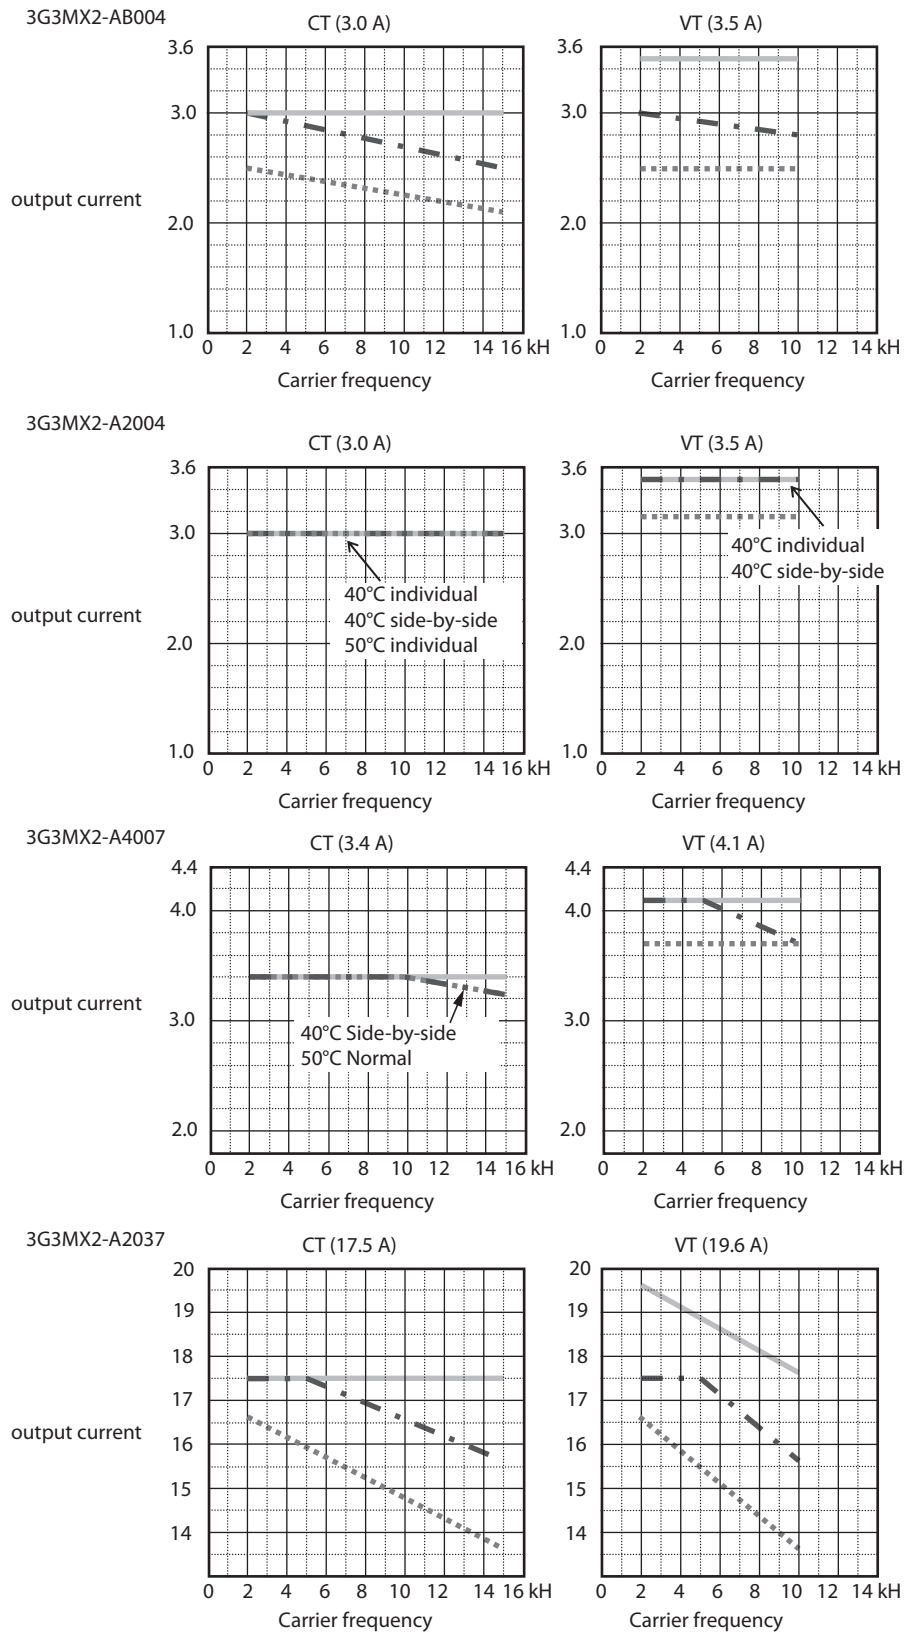 3G3MX2-AB004
CT (3.0 A)
VT (3.5 A)
3.6
3.0
2.0
1.0
output current
0 2 4 6 8 10 12 14 16 kH
Carrier frequency
3.6
3.0
2.0
1.0
0 2 4 6 8 10 12 14 kH
Carrier frequency
3G3MX2-A2004
CT (3.0 A)
VT (3.5 A)
3.6
3.0
2.0
1.0
output current
40°C individual
40°C side-by-side
50°C individual
0 2 4 6 8 10 12 14 16 kH
Carrier frequency
3.6
3.0
2.0
1.0
40°C individual
40°C side-by-side
0 2 4 6 8 10 12 14 kH
Carrier frequency
3G3MX2-A4007
CT (3.4 A)
VT (4.1 A)
4.4
4.0
3.0
2.0
output current
40°C Side-by-side
50°C Normal
0 2 4 6 8 10 12 14 16 kH
Carrier frequency
4.4
4.0
3.0
2.0
0 2 4 6 8 10 12 14 kH
Carrier frequency
3G3MX2-A2037
CT (17.5 A)
VT (19.6 A)
20
19
18
17
16
15
14
output current
0 2 4 6 8 10 12 14 16 kH
Carrier frequency
20
19
18
17
16
15
14
0 2 4 6 8 10 12 14 kH
Carrier frequency